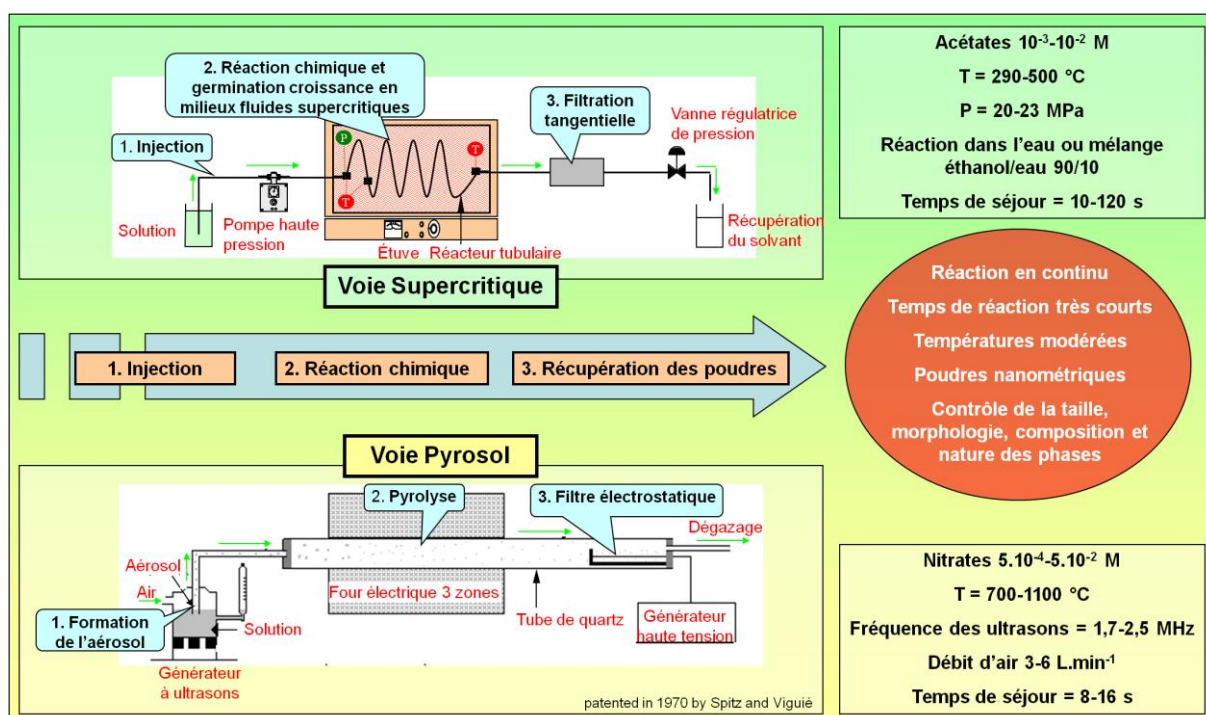 2. Réaction chimique et
germination croissance en
milieux fluides supercritiques
1. Injection
3. Filtration
tangentielle
Vanne régulatrice
de pression
P
T
T
Solution
Pompe haute
pression
Étuve
Réacteur tubulaire
Récupération
du solvant
Voie Supercritique
Acétates 10⁻³-10⁻² M
T = 290-500 °C
P = 20-23 MPa
Réaction dans l'eau ou mélange
éthanol/eau 90/10
Temps de séjour = 10-120 s
1. Injection
2. Réaction chimique
3. Récupération des poudres
Réaction en continu
Temps de réaction très courts
Températures modérées
Poudres nanométriques
Contrôle de la taille,
morphologie, composition et
nature des phases
Voie Pyrosol
2. Pyrolyse
3. Filtre électrostatique
Dégazage
Aérosol
Air
1. Formation
de l'aérosol
Solution
Générateur
à ultrasons
Four électrique 3 zones
Tube de quartz
Générateur
haute tension
patented in 1970 by Spitz and Viguié
Nitrates 5.10⁻⁴-5.10⁻² M
T = 700-1100 °C
Fréquence des ultrasons = 1,7-2,5 MHz
Débit d'air 3-6 L.min⁻¹
Temps de séjour = 8-16 s